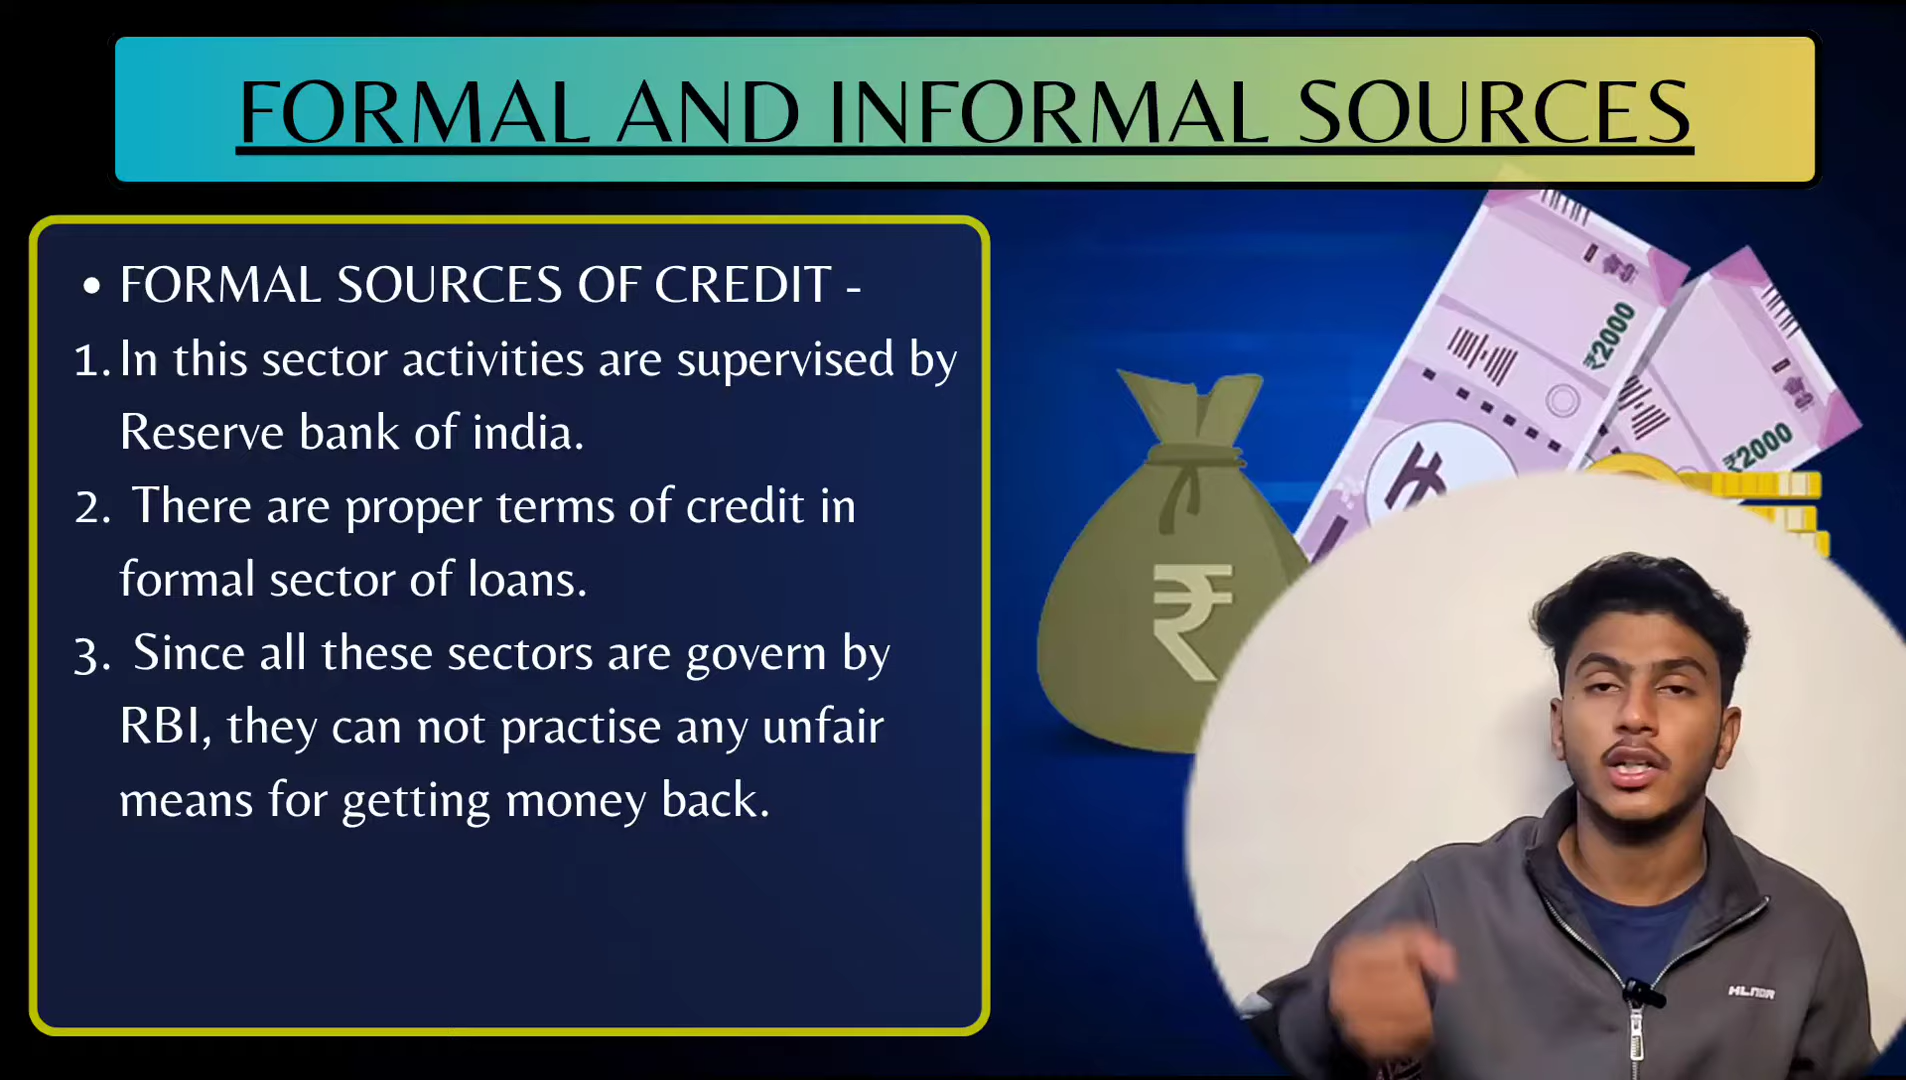 FORMAL AND INFORMAL SOURCES
• FORMAL SOURCES OF CREDIT -
1. In this sector activities are supervised by
Reserve bank of india.
2. There are proper terms of credit in
formal sector of loans.
3. Since all these sectors are govern by
RBI, they can not practise any unfair
means for getting money back.
₹2000
₹2000
₹
HLNDR